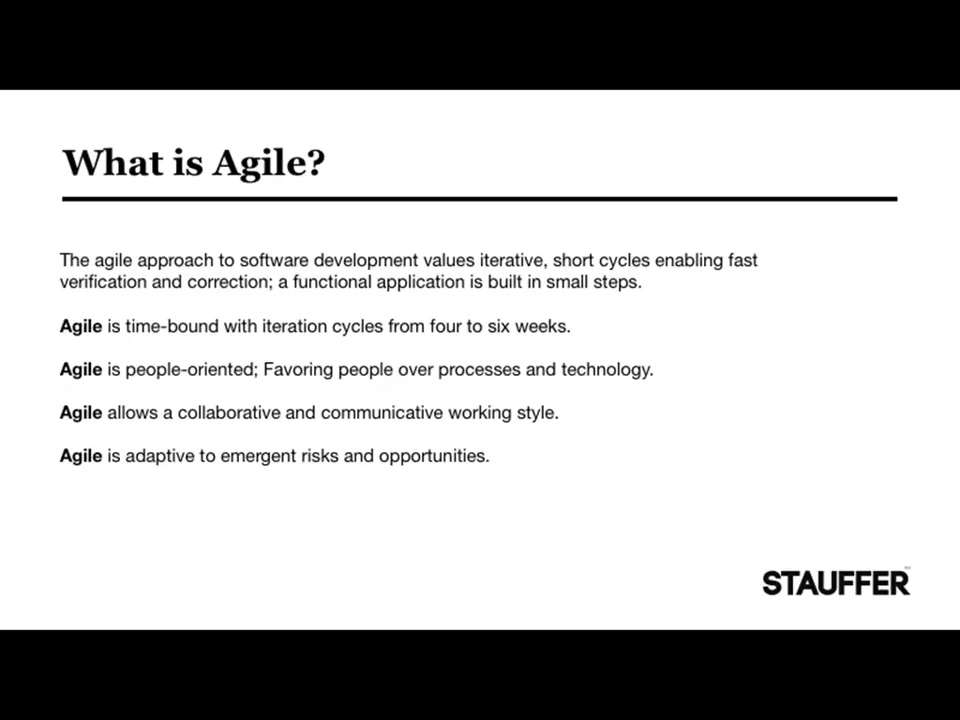 What is Agile?
The agile approach to software development values iterative, short cycles enabling fast
verification and correction; a functional application is built in small steps.
Agile is time-bound with iteration cycles from four to six weeks.
Agile is people-oriented; Favoring people over processes and technology.
Agile allows a collaborative and communicative working style.
Agile is adaptive to emergent risks and opportunities.
STAUFFER